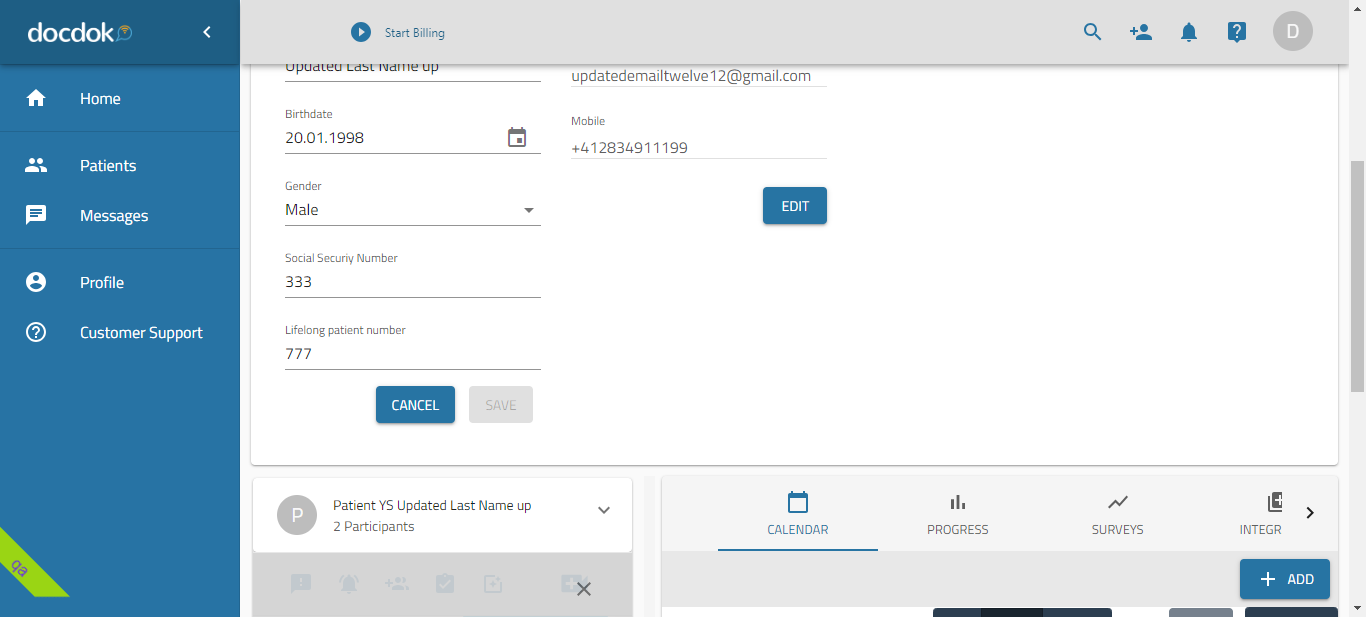 docdok
Start Billing
D
Home
Patients
Messages
Profile
Customer Support
qa
Updated Last Name up
Birthdate
20.01.1998
Gender
Male
Social Securiy Number
333
Lifelong patient number
777
CANCEL
SAVE
updatedemailtwelve12@gmail.com
Mobile
+412834911199
EDIT
P
Patient YS Updated Last Name up
2 Participants
CALENDAR
PROGRESS
SURVEYS
INTEGR
ADD